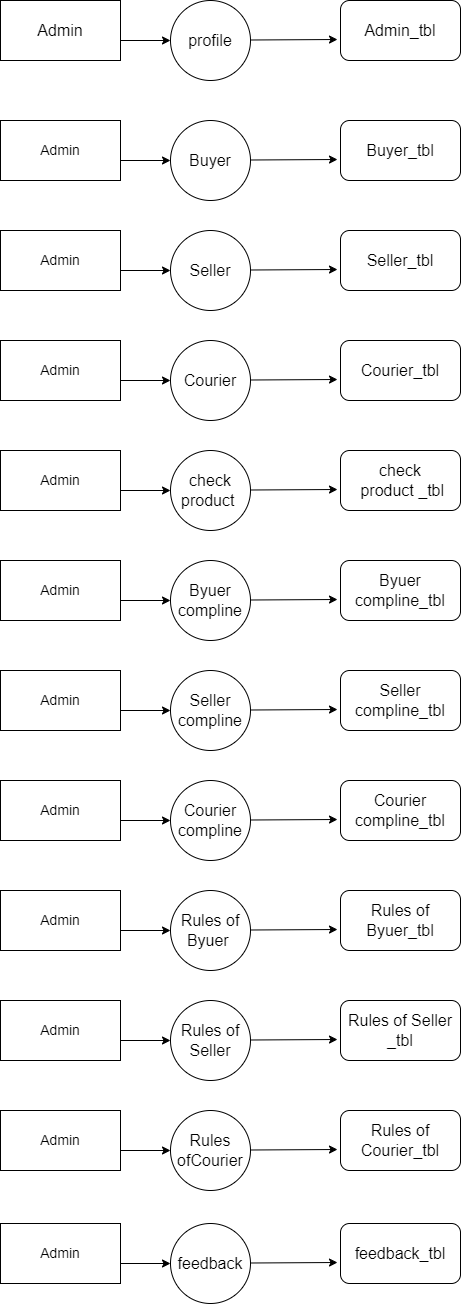 Admin
profile
Admin_tbl
Admin
Buyer
Buyer_tbl
Admin
Seller
Seller_tbl
Admin
Courier
Courier_tbl
Admin
check
product
check
product _tbl
Admin
Byuer
compline
Byuer
compline_tbl
Admin
Seller
compline
Seller
compline_tbl
Admin
Courier
compline
Courier
compline_tbl
Admin
Rules of
Byuer
Rules of
Byuer_tbl
Admin
Rules of
Seller
Rules of Seller
_tbl
Admin
Rules
ofCourier
Rules of
Courier_tbl
Admin
feedback
feedback_tbl